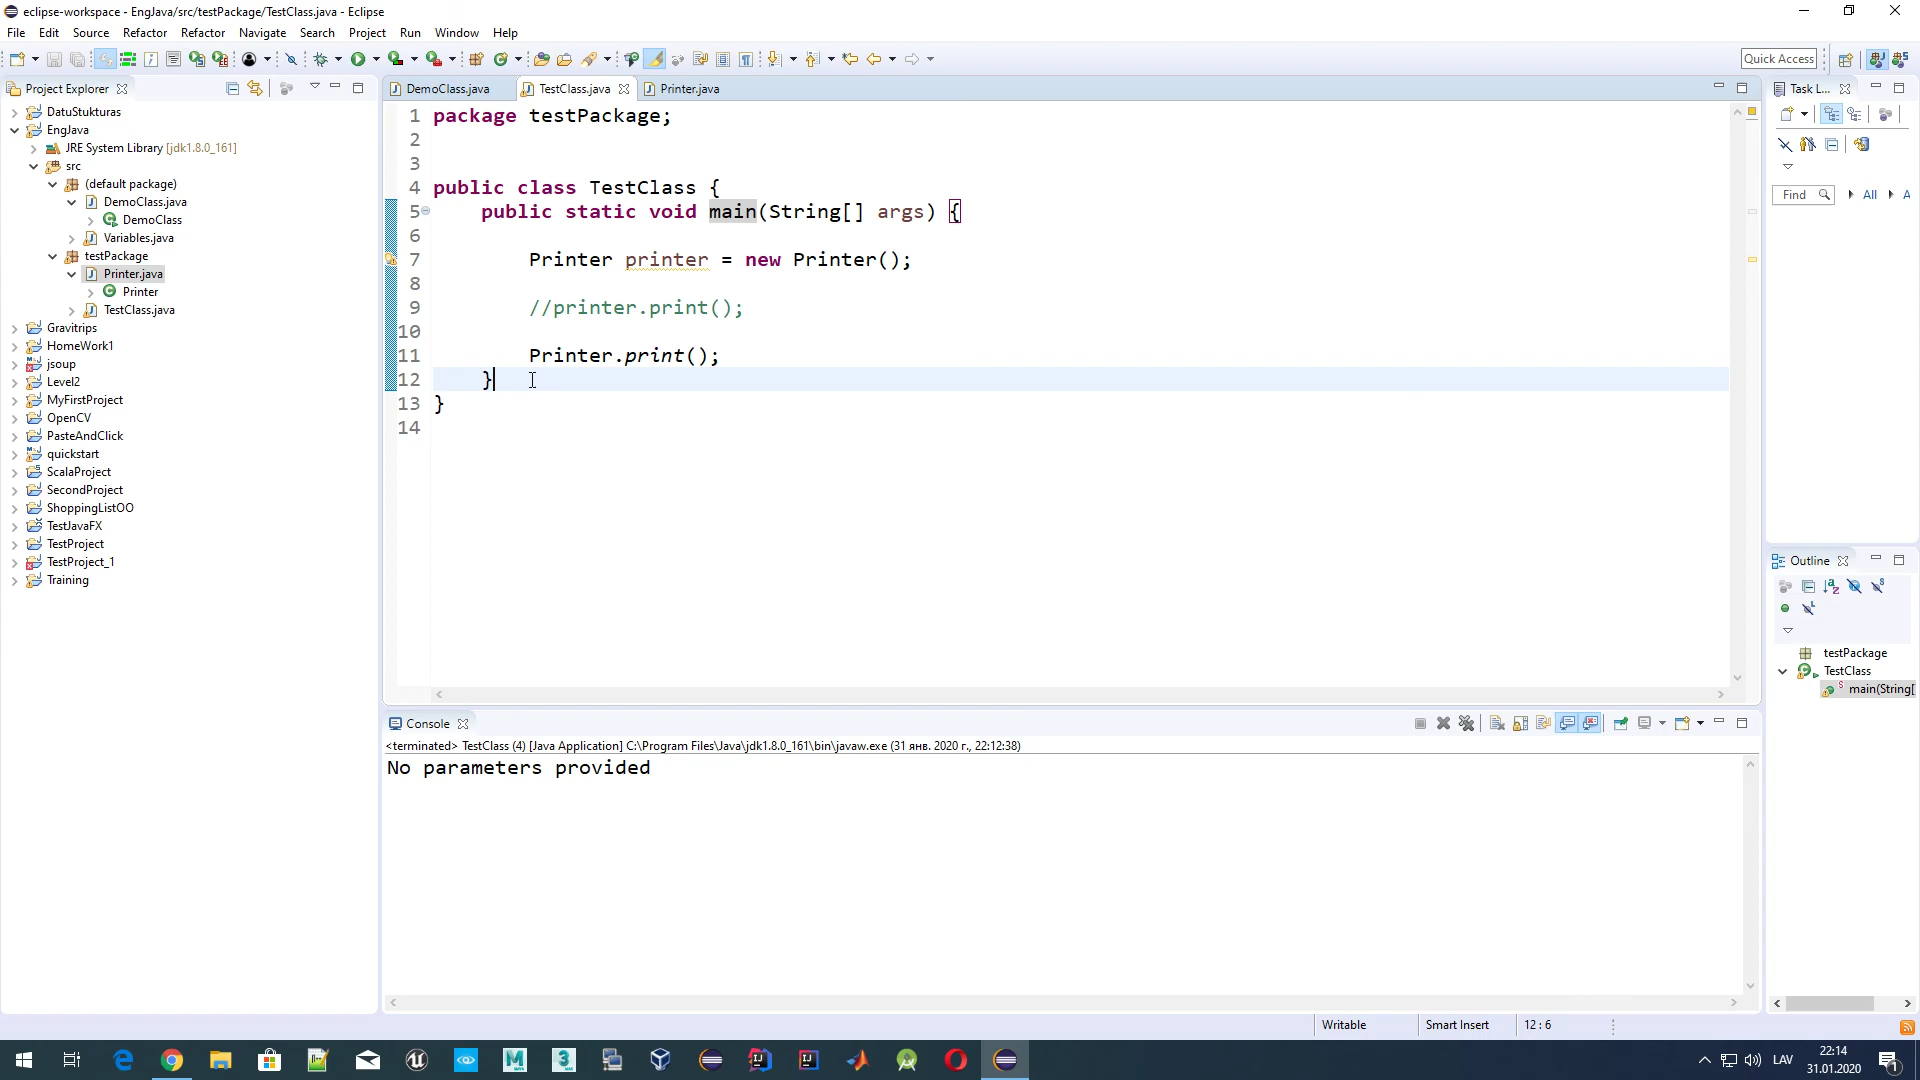 eclipse-workspace - EngJava/src/testPackage/TestClass.java - Eclipse
File Edit Source Refactor Refactor Navigate Search Project Run Window Help
Quick Access
Project Explorer
DatuStukturas
EngJava
JRE System Library [jdk1.8.0_161]
src
(default package)
DemoClass.java
DemoClass
Variables.java
testPackage
Printer.java
Printer
TestClass.java
Gravitrips
HomeWork1
jsoup
Level2
MyFirstProject
OpenCV
PasteAndClick
quickstart
ScalaProject
SecondProject
ShoppingListOO
TestJavaFX
TestProject
TestProject_1
Training
DemoClass.java TestClass.java Printer.java
1 package testPackage;
2
3
4 public class TestClass {
5 public static void main(String[] args) {
6
7 Printer printer = new Printer();
8
9 //printer.print();
10
11 Printer.print();
12 }
13 }
14
Task L...
Find All A
Outline
testPackage
TestClass
main(String[
Console
<terminated> TestClass (4) [Java Application] C:\Program Files\Java\jdk1.8.0_161\bin\javaw.exe (31 янв. 2020 г., 22:12:38)
No parameters provided
Writable Smart Insert 12 : 6
LAV
22:14
31.01.2020